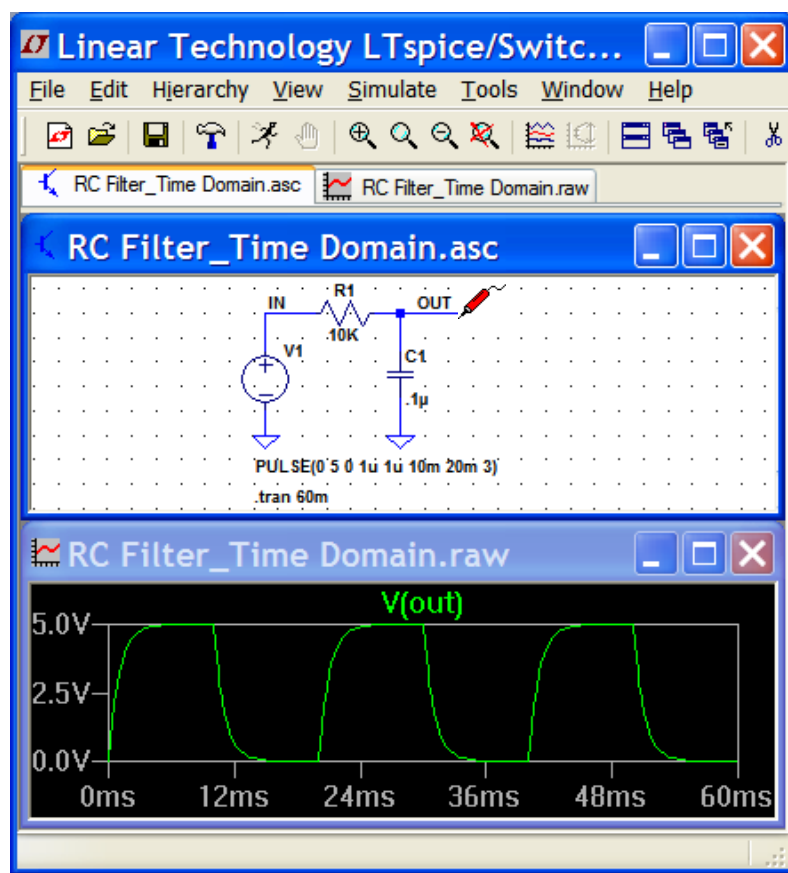 Linear Technology LTspice/Switc...
File Edit Hierarchy View Simulate Tools Window Help
RC Filter_Time Domain.asc RC Filter_Time Domain.raw
RC Filter_Time Domain.asc
IN R1 OUT
10K
V1 C1
.1µ
PULSE(0 5 0 1u 1u 10m 20m 3)
.tran 60m
RC Filter_Time Domain.raw
V(out)
5.0V
2.5V
0.0V
0ms 12ms 24ms 36ms 48ms 60ms